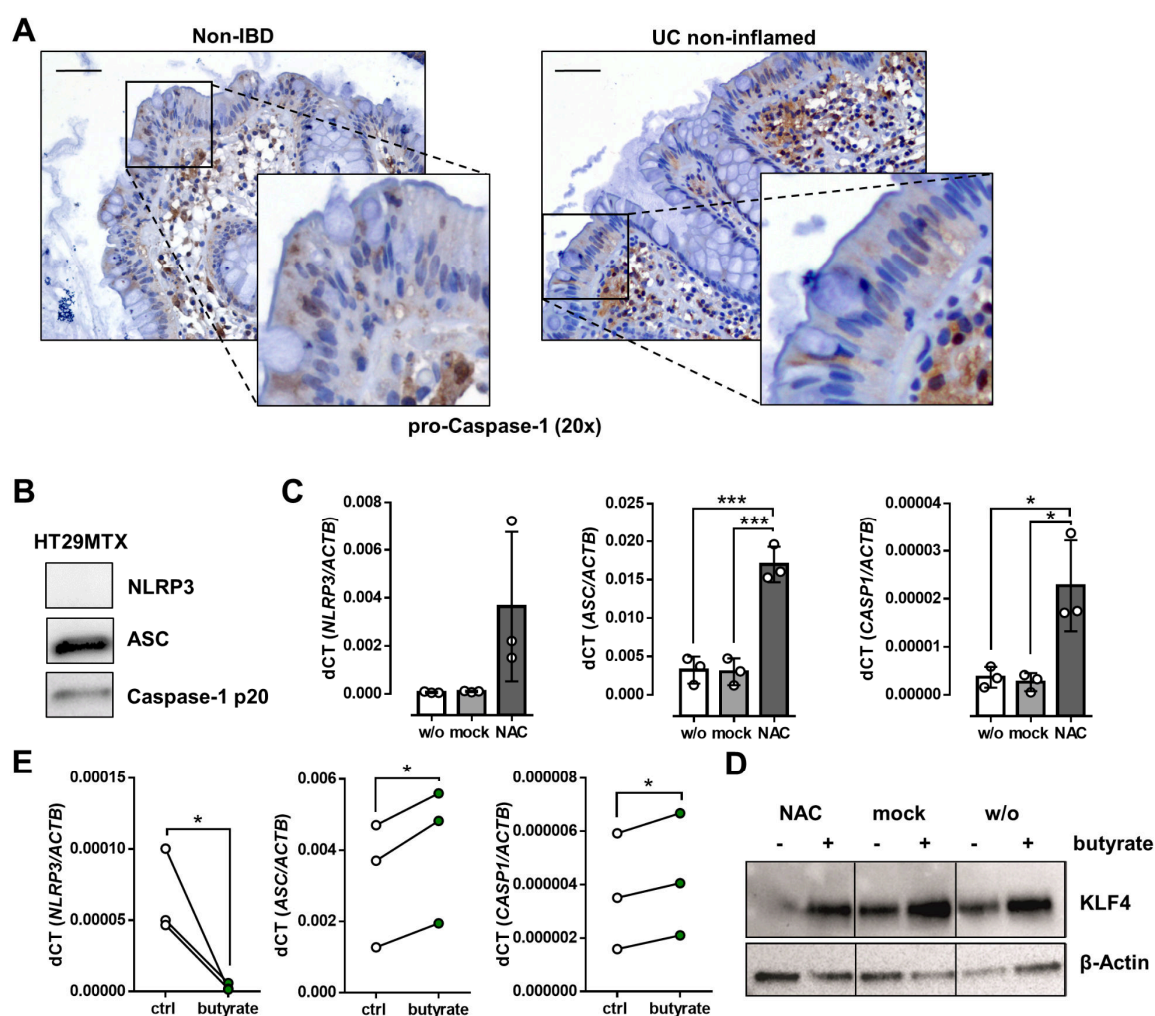 A
Non-IBD
UC non-inflamed
pro-Caspase-1 (20x)
B
HT29MTX
NLRP3
ASC
Caspase-1 p20
C
dCT (NLRP3/ACTB)
0.008
0.006
0.004
0.002
0.000
w/o mock NAC
dCT (ASC/ACTB)
0.025
0.020
0.015
0.010
0.005
0.000
***
***
w/o mock NAC
dCT (CASP1/ACTB)
0.00004
0.00003
0.00002
0.00001
0.00000
*
*
w/o mock NAC
E
dCT (NLRP3/ACTB)
0.00015
0.00010
0.00005
0.00000
*
ctrl butyrate
dCT (ASC/ACTB)
0.006
0.004
0.002
0.000
*
ctrl butyrate
dCT (CASP1/ACTB)
0.000008
0.000006
0.000004
0.000002
0.000000
*
ctrl butyrate
D
NAC mock w/o
- + - + - + butyrate
KLF4
β-Actin